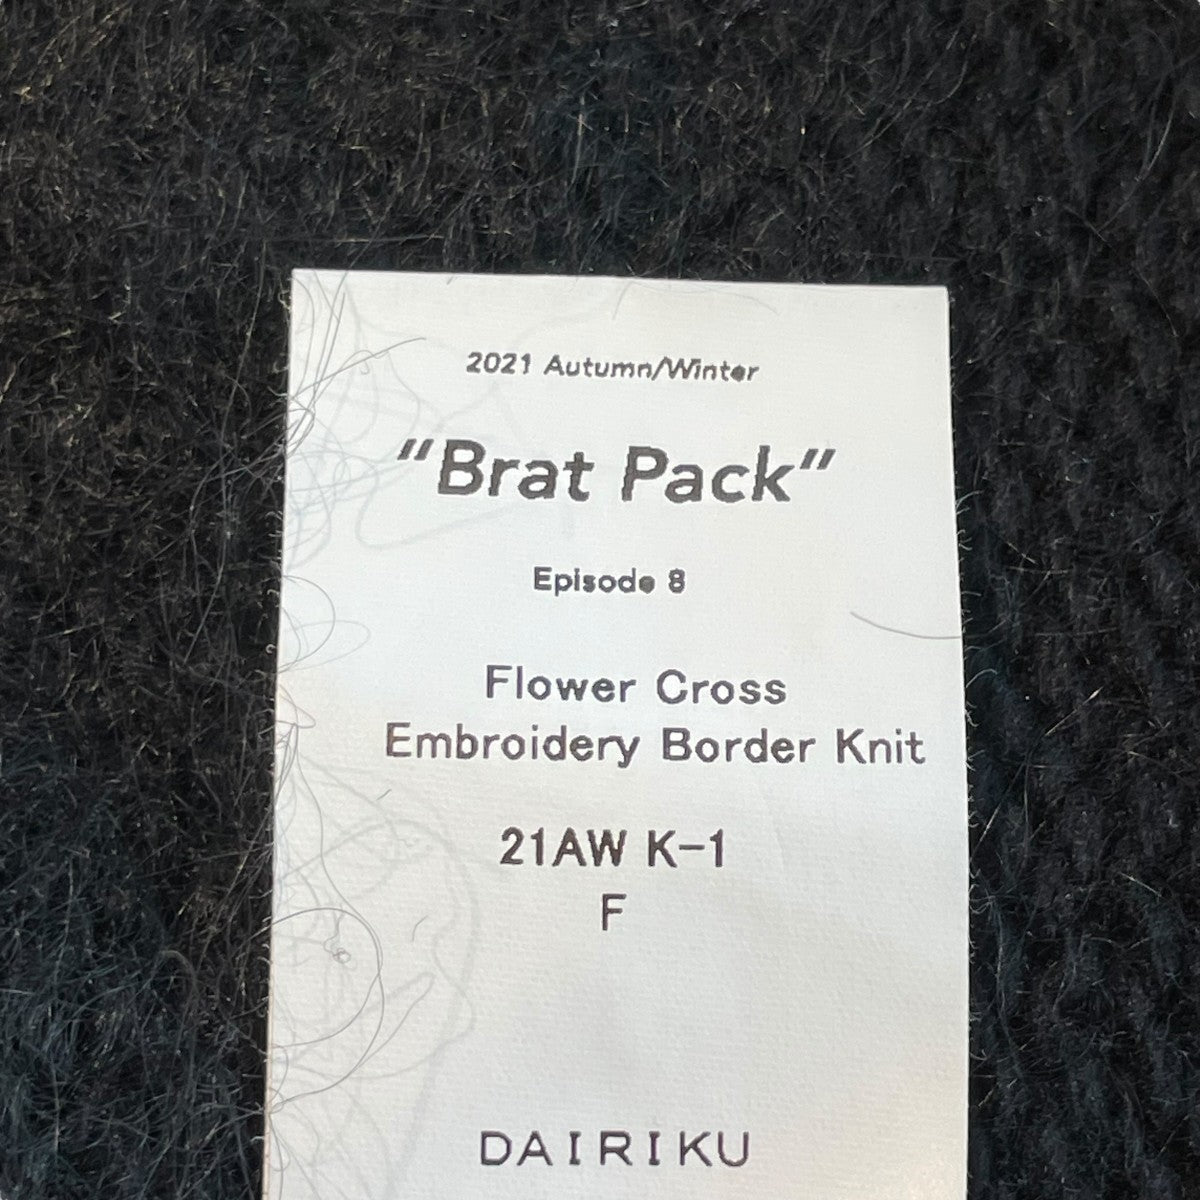 2021 Autumn/Winter
"Brat Pack"
Episode 8
Flower Cross
Embroidery Border Knit
21AW K-1
F
DAIRIKU